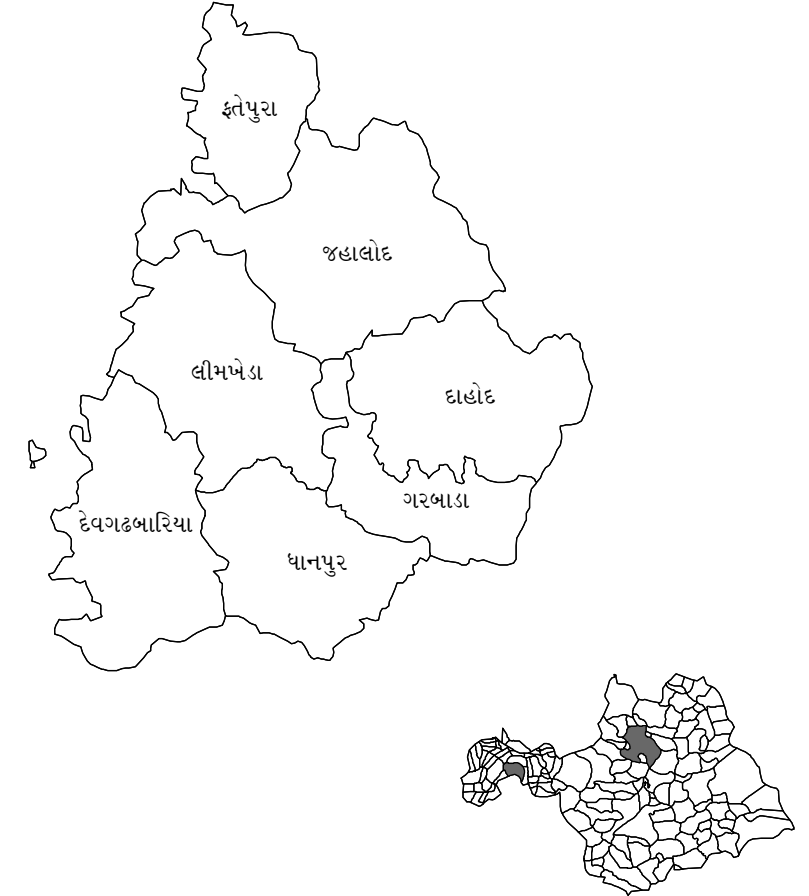 ફતેપુરા
જહાલોદ
લીમખેડા
દાહોદ
ગરબાડા
દેવગઢબારિયા
ધાનપુર